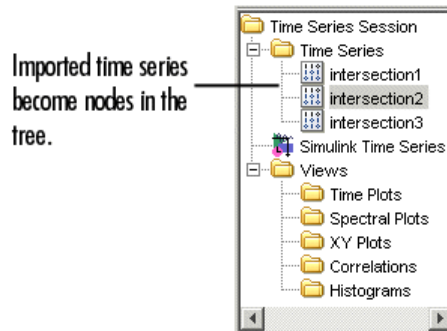 Imported time series
become nodes in the
tree.
Time Series Session
Time Series
intersection1
intersection2
intersection3
Simulink Time Series
Views
Time Plots
Spectral Plots
XY Plots
Correlations
Histograms